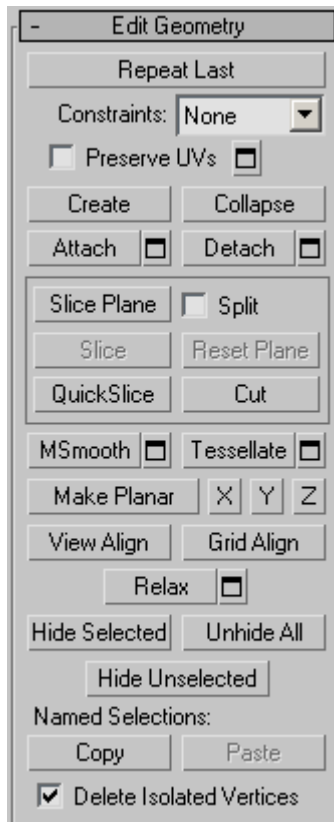 - Edit Geometry
Repeat Last
Constraints: None
Preserve UVs
Create Collapse
Attach Detach
Slice Plane Split
Slice Reset Plane
QuickSlice Cut
MSmooth Tessellate
Make Planar X Y Z
View Align Grid Align
Relax
Hide Selected Unhide All
Hide Unselected
Named Selections:
Copy Paste
Delete Isolated Vertices